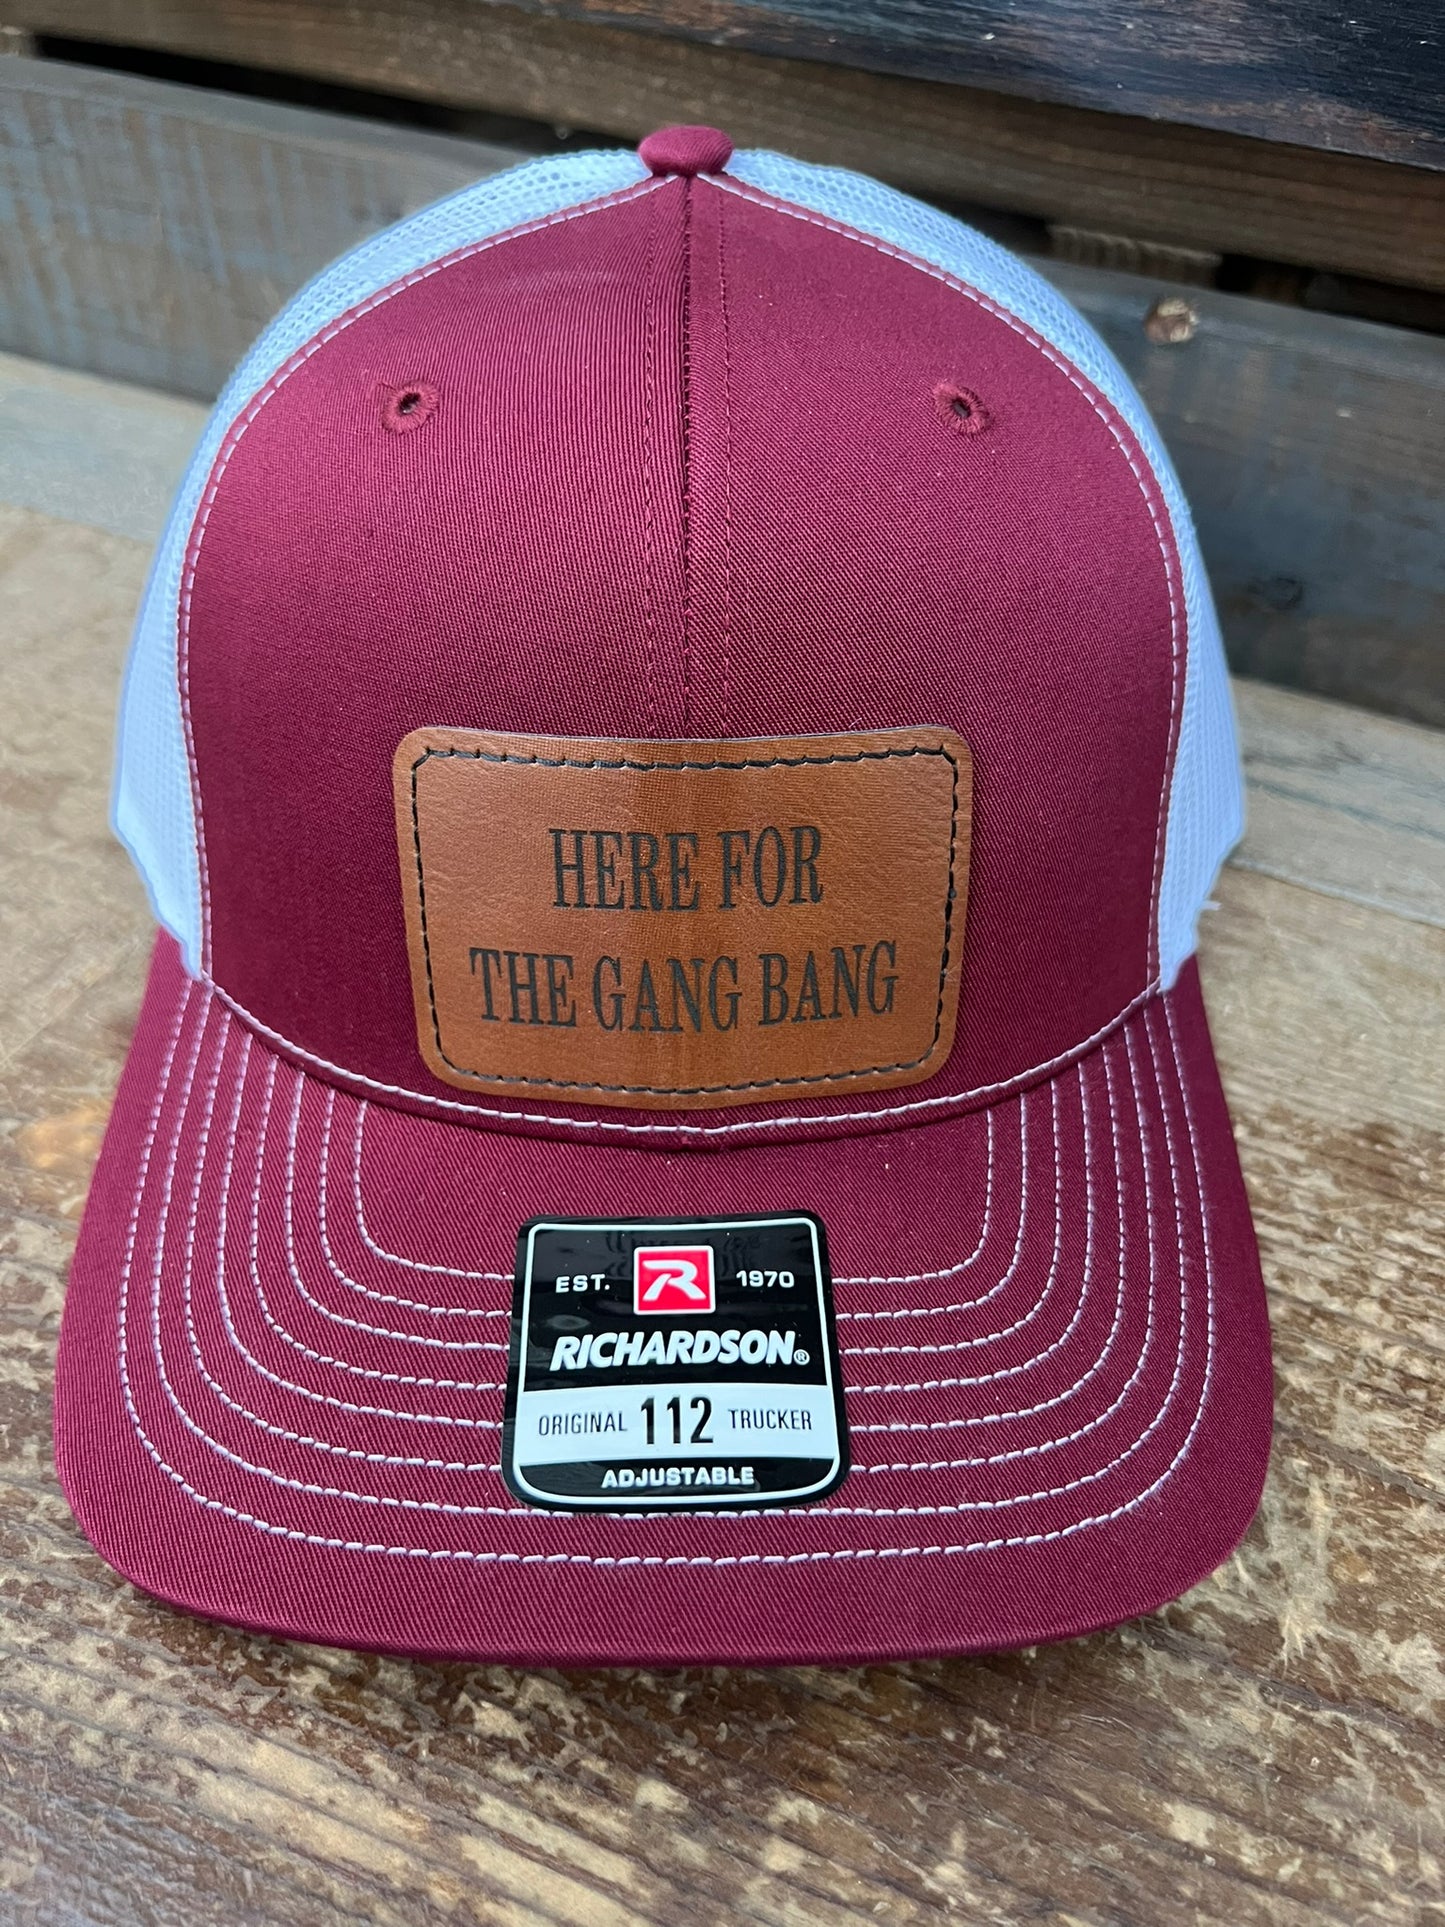 HERE FOR
THE GANG BANG
EST. R 1970
RICHARDSON®
ORIGINAL 112 TRUCKER
ADJUSTABLE